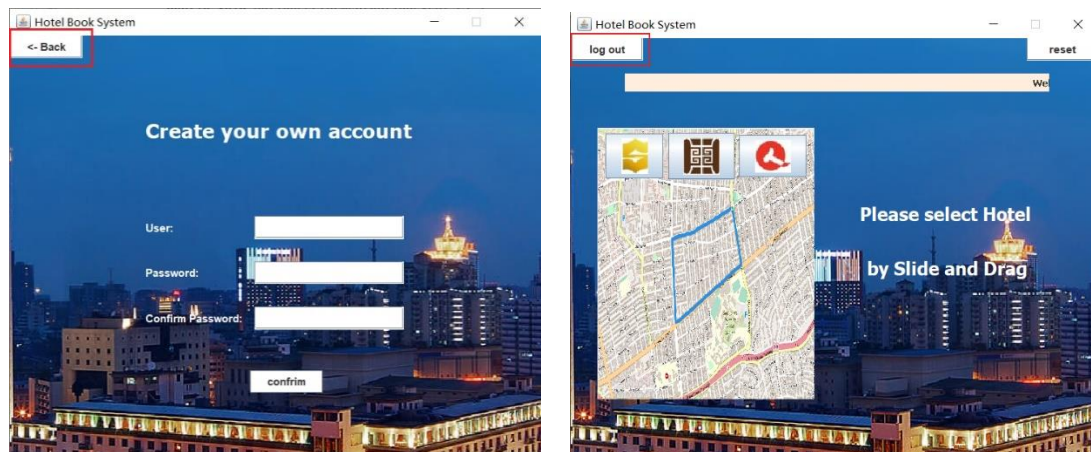 Hotel Book System
<- Back
Create your own account
User:
Password:
Confirm Password:
confrim
Hotel Book System
log out
reset
Wel
Please select Hotel
by Slide and Drag